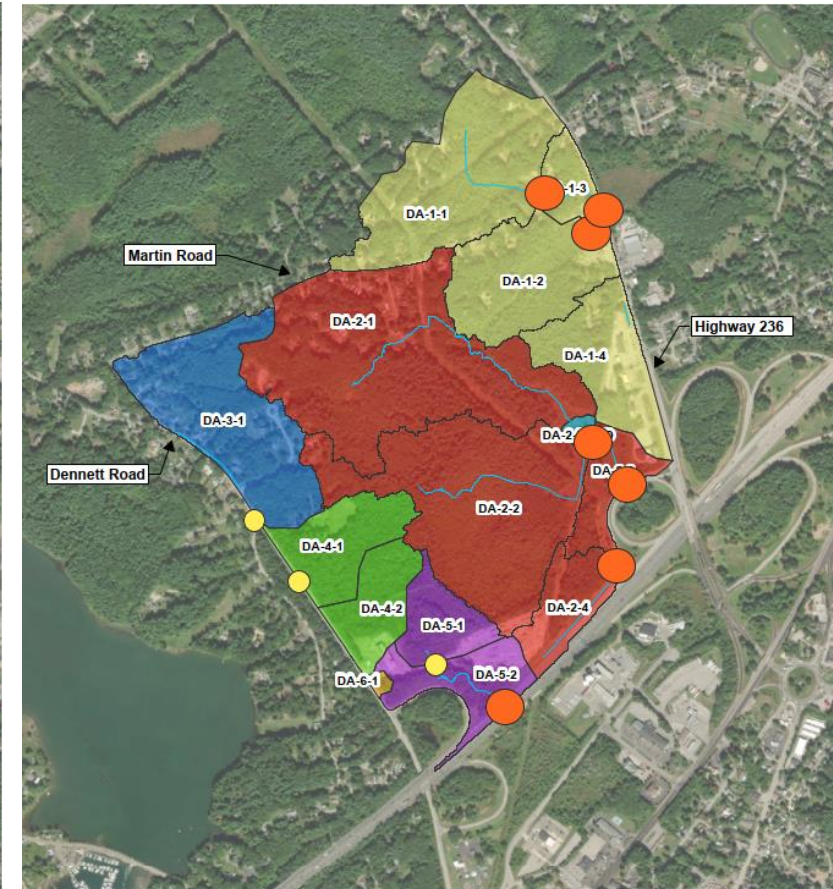 -1-3
DA-1-1
Martin Road
DA-1-2
DA-2-1
Highway 236
DA-1-4
DA-3-1
DA-2-
Dennett Road
DA-2-2
DA-4-1
DA-4-2
DA-2-4
DA-5-1
DA-5-2
DA-6-1